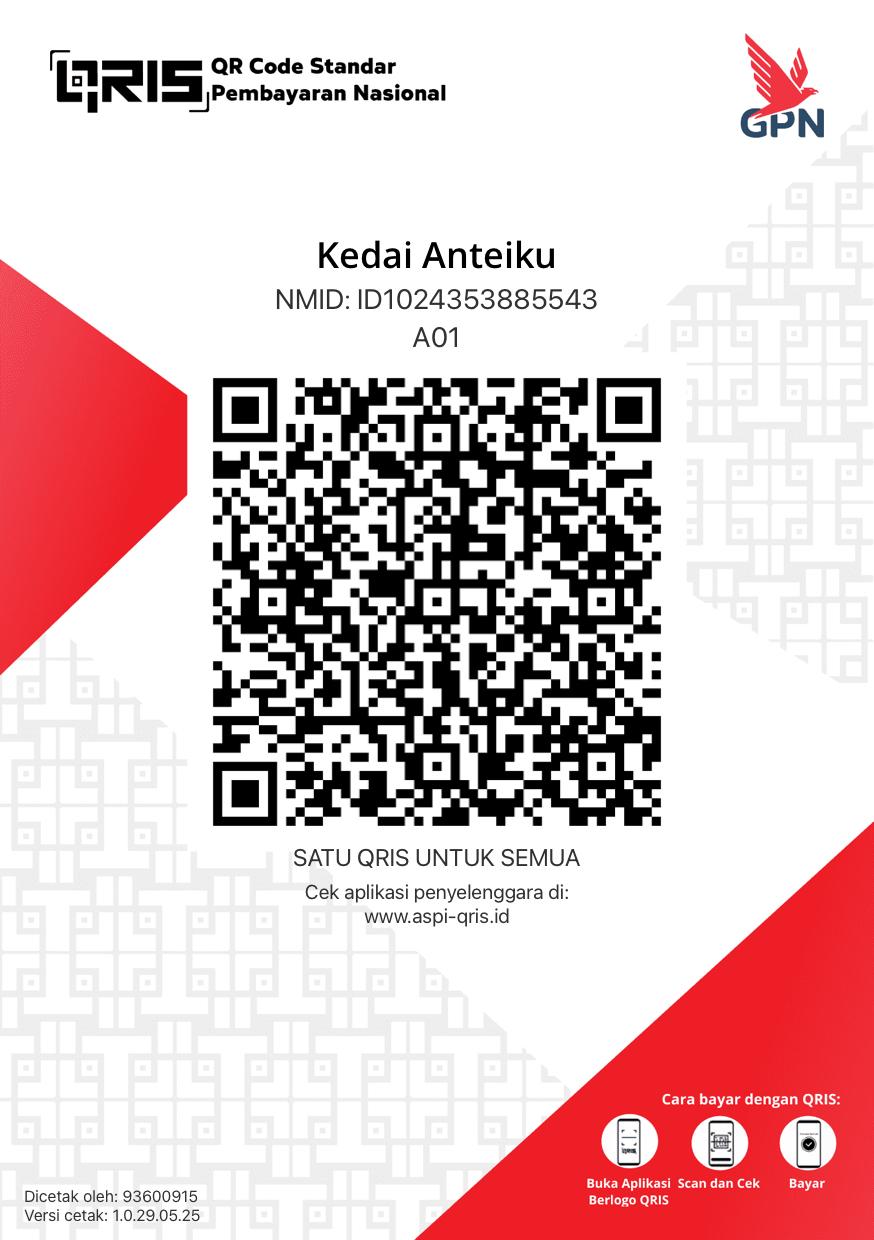 QRIS
QR Code Standar
Pembayaran Nasional
GPN
Kedai Anteiku
NMID: ID1024353885543
A01
SATU QRIS UNTUK SEMUA
Cek aplikasi penyelenggara di:
www.aspi-qris.id
Cara bayar dengan QRIS:
Buka Aplikasi
Berlogo QRIS
Scan dan Cek
Bayar
Dicetak oleh: 93600915
Versi cetak: 1.0.29.05.25